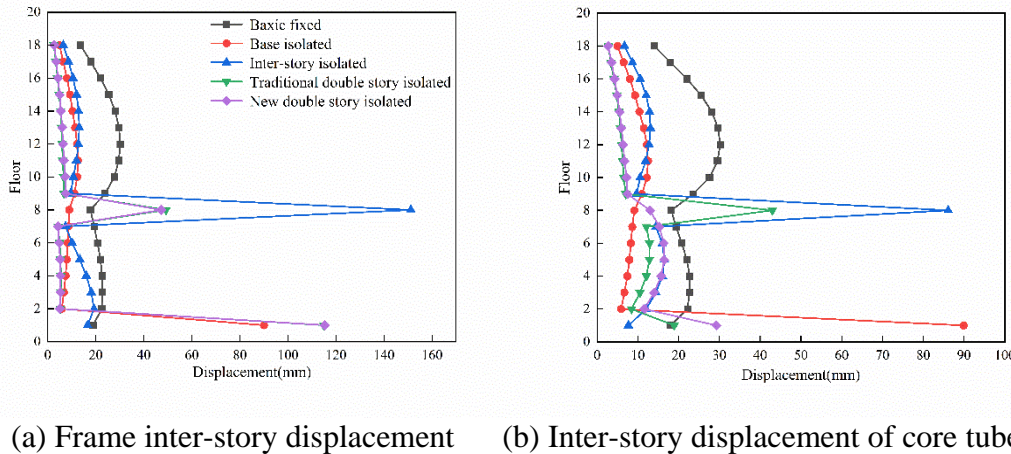 Baxic fixed
Base isolated
Inter-story isolated
Traditional double story isolated
New double story isolated
20
18
16
14
12
10
8
6
4
2
0
Floor
0 20 40 60 80 100 120 140 160
Displacement(mm)
20
18
16
14
12
10
8
6
4
2
0
Floor
0 10 20 30 40 50 60 70 80 90 100
Displacement(mm)
(a) Frame inter-story displacement
(b) Inter-story displacement of core tube